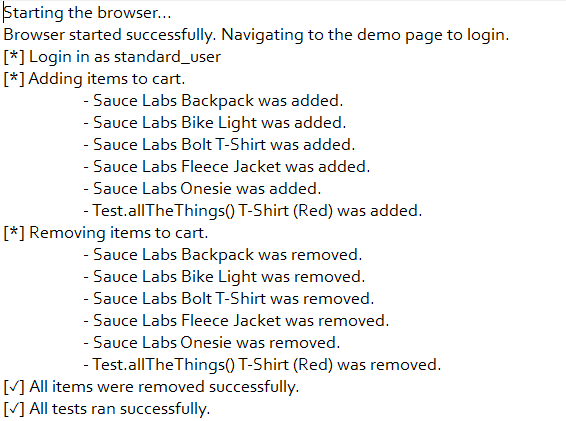 Starting the browser...
Browser started successfully. Navigating to the demo page to login.
[*] Login in as standard_user
[*] Adding items to cart.
- Sauce Labs Backpack was added.
- Sauce Labs Bike Light was added.
- Sauce Labs Bolt T-Shirt was added.
- Sauce Labs Fleece Jacket was added.
- Sauce Labs Onesie was added.
- Test.allTheThings() T-Shirt (Red) was added.
[*] Removing items to cart.
- Sauce Labs Backpack was removed.
- Sauce Labs Bike Light was removed.
- Sauce Labs Bolt T-Shirt was removed.
- Sauce Labs Fleece Jacket was removed.
- Sauce Labs Onesie was removed.
- Test.allTheThings() T-Shirt (Red) was removed.
[✓] All items were removed successfully.
[✓] All tests ran successfully.